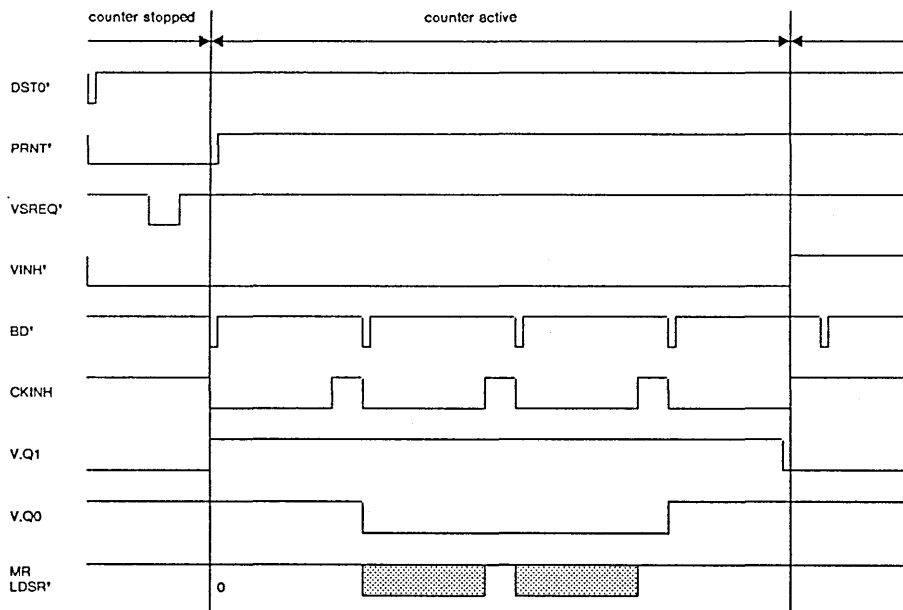 counter stopped
counter active
DST0'
PRNT'
VSREQ'
VINH'
BD'
CKINH
V.Q1
V.Q0
MR
LDSR'
0